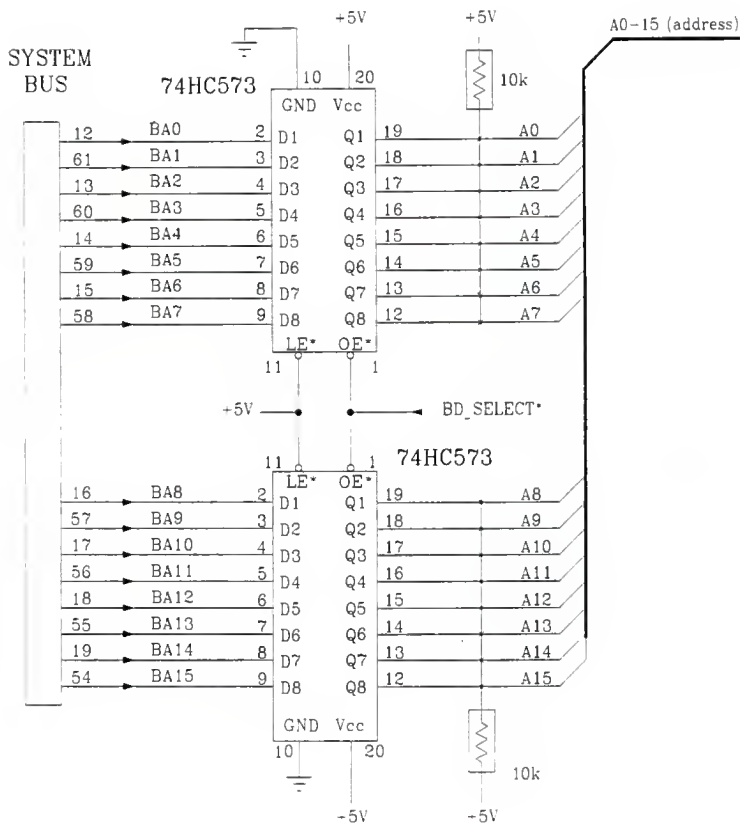 A0-15 (address)
+5V
+5V
SYSTEM
BUS
74HC573
10
20
10k
GND
Vcc
12
BA0
2
D1
Q1
19
A0
61
BA1
3
D2
Q2
18
A1
13
BA2
4
D3
Q3
17
A2
60
BA3
5
D4
Q4
16
A3
14
BA4
6
D5
Q5
15
A4
59
BA5
7
D6
Q6
14
A5
15
BA6
8
D7
Q7
13
A6
58
BA7
9
D8
Q8
12
A7
LE*
OE*
11
1
+5V
BD_SELECT*
11
1
74HC573
LE*
OE*
16
BA8
2
D1
Q1
19
A8
57
BA9
3
D2
Q2
18
A9
17
BA10
4
D3
Q3
17
A10
56
BA11
5
D4
Q4
16
A11
18
BA12
6
D5
Q5
15
A12
55
BA13
7
D6
Q6
14
A13
19
BA14
8
D7
Q7
13
A14
54
BA15
9
D8
Q8
12
A15
GND
Vcc
10
20
10k
+5V
+5V